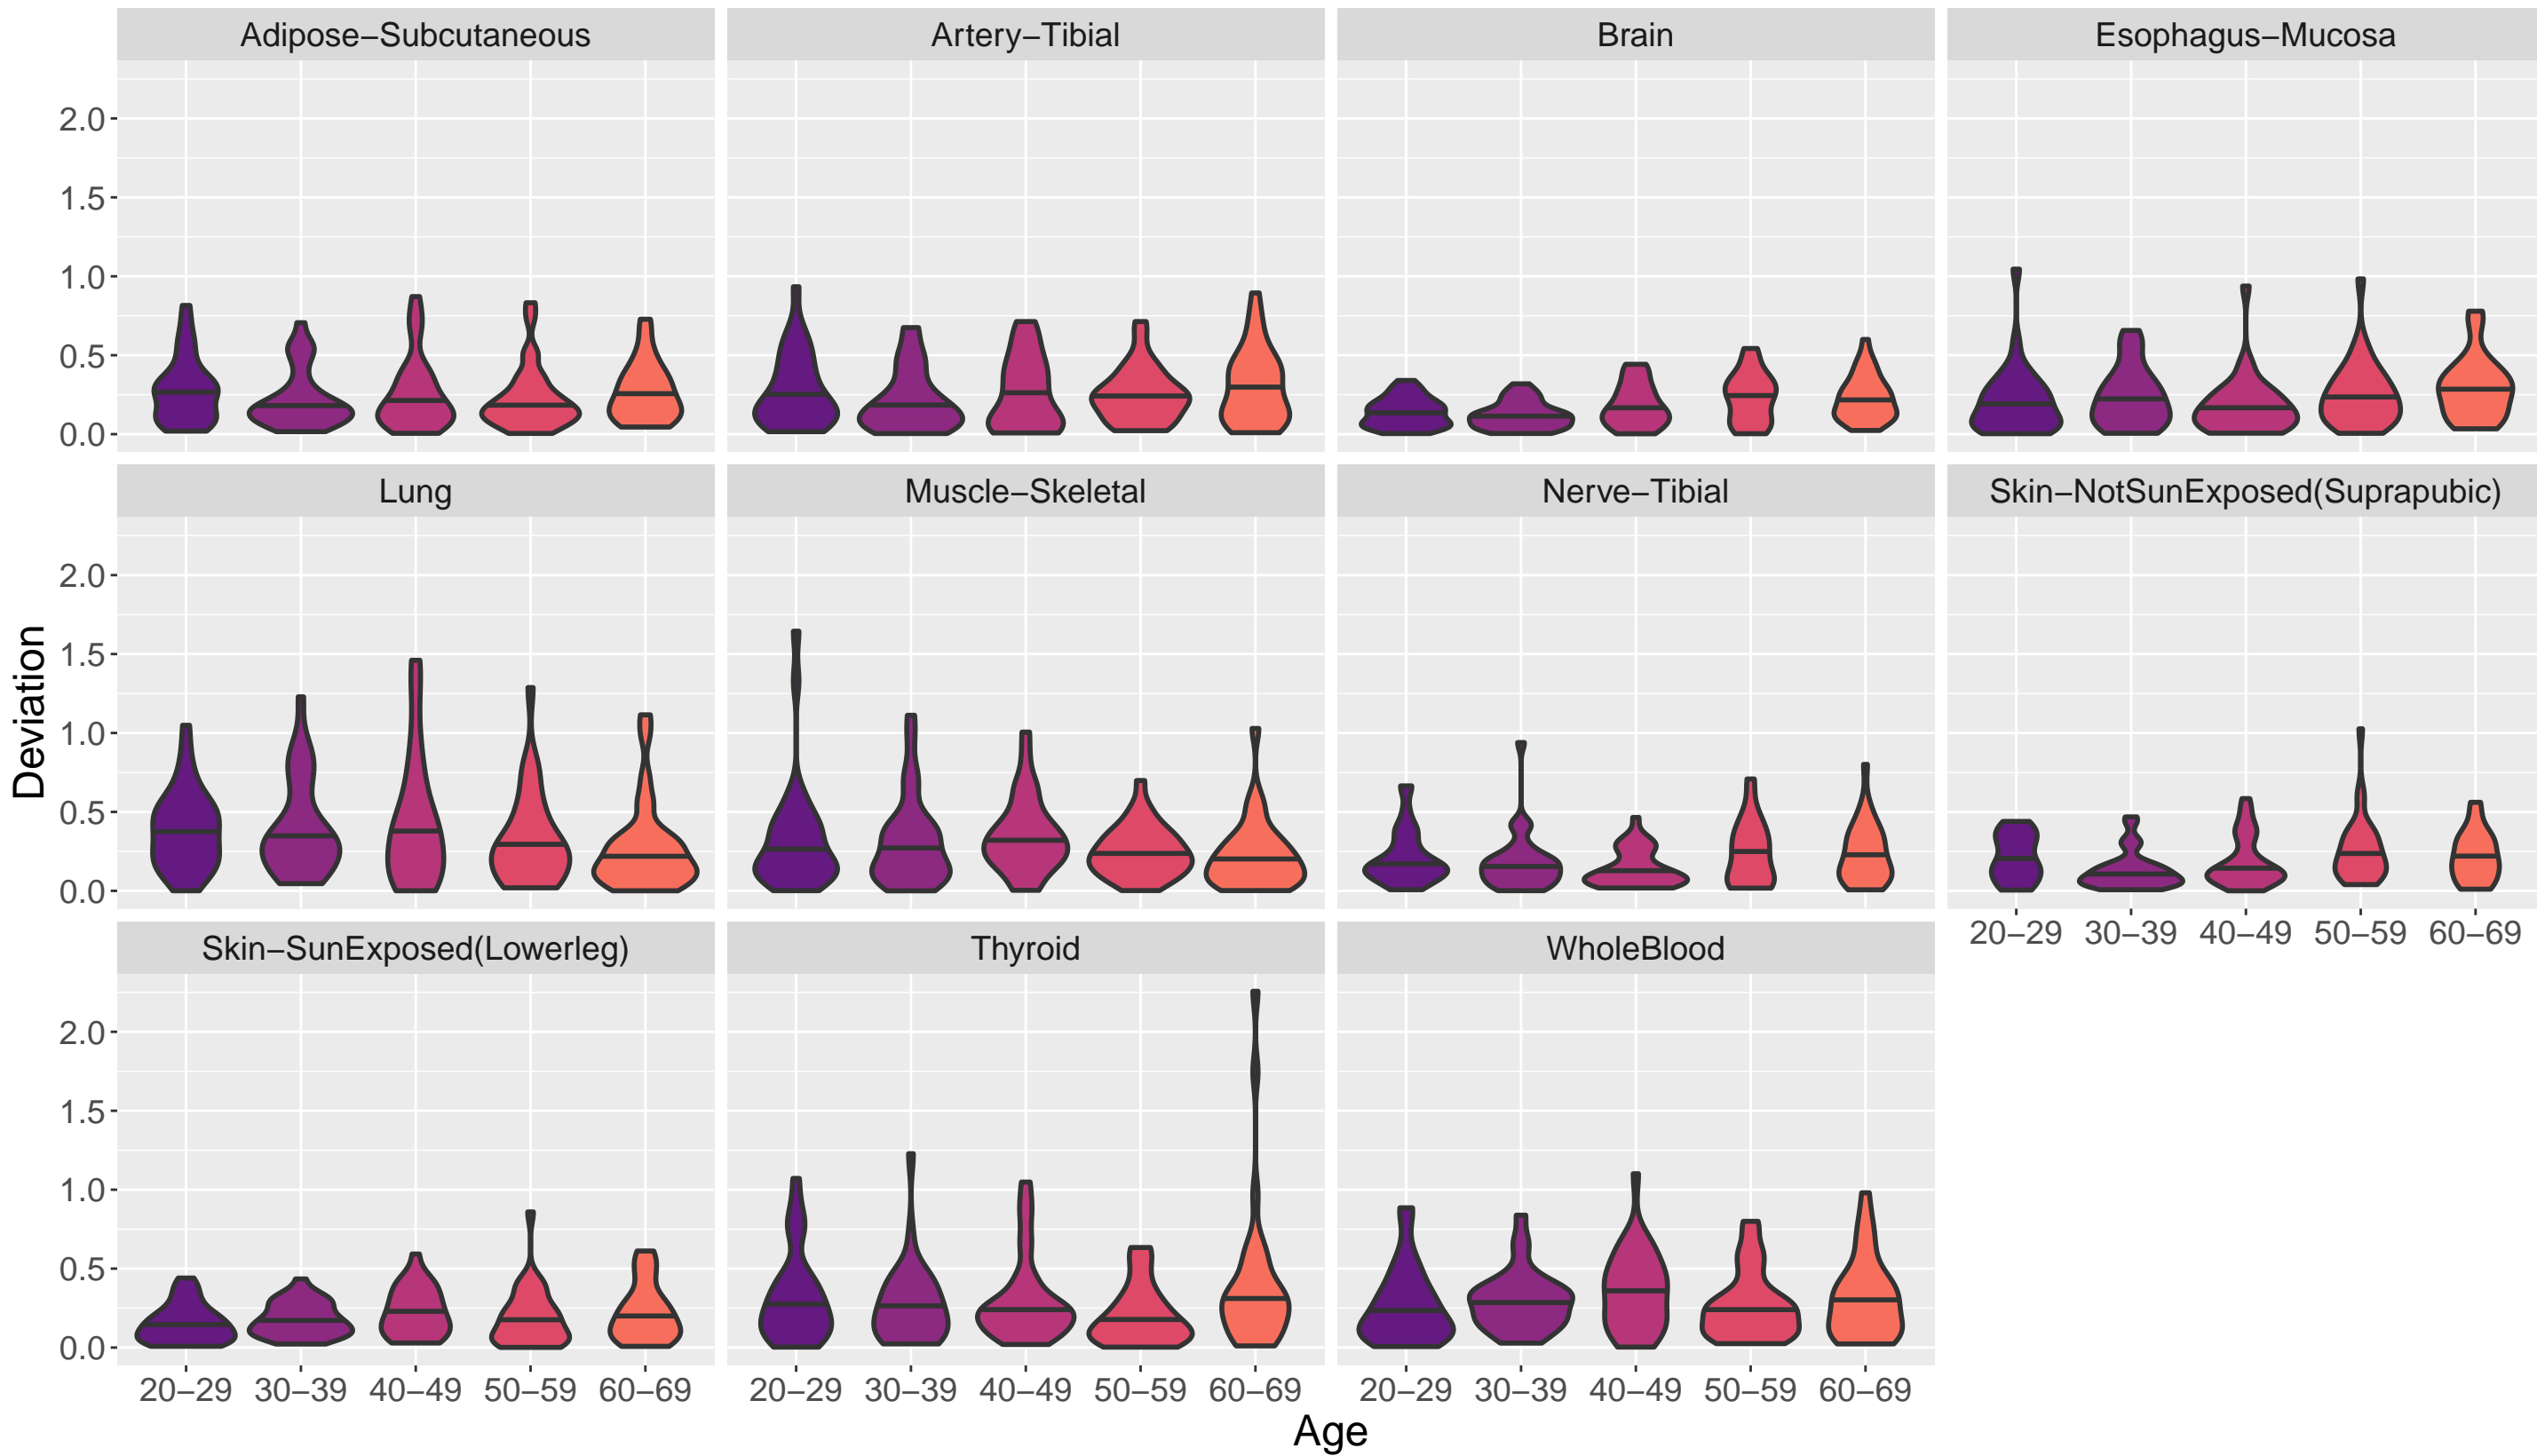 Adipose−Subcutaneous
Artery−Tibial
Brain
Esophagus−Mucosa
2.0
1.5
1.0
0.5
0.0
Lung
Muscle−Skeletal
Nerve−Tibial
Skin−NotSunExposed(Suprapubic)
2.0
1.5
1.0
0.5
0.0
20−29 30−39 40−49 50−59 60−69
Skin−SunExposed(Lowerleg)
Thyroid
WholeBlood
2.0
1.5
1.0
0.5
0.0
20−29 30−39 40−49 50−59 60−69
20−29 30−39 40−49 50−59 60−69
20−29 30−39 40−49 50−59 60−69
Deviation
Age